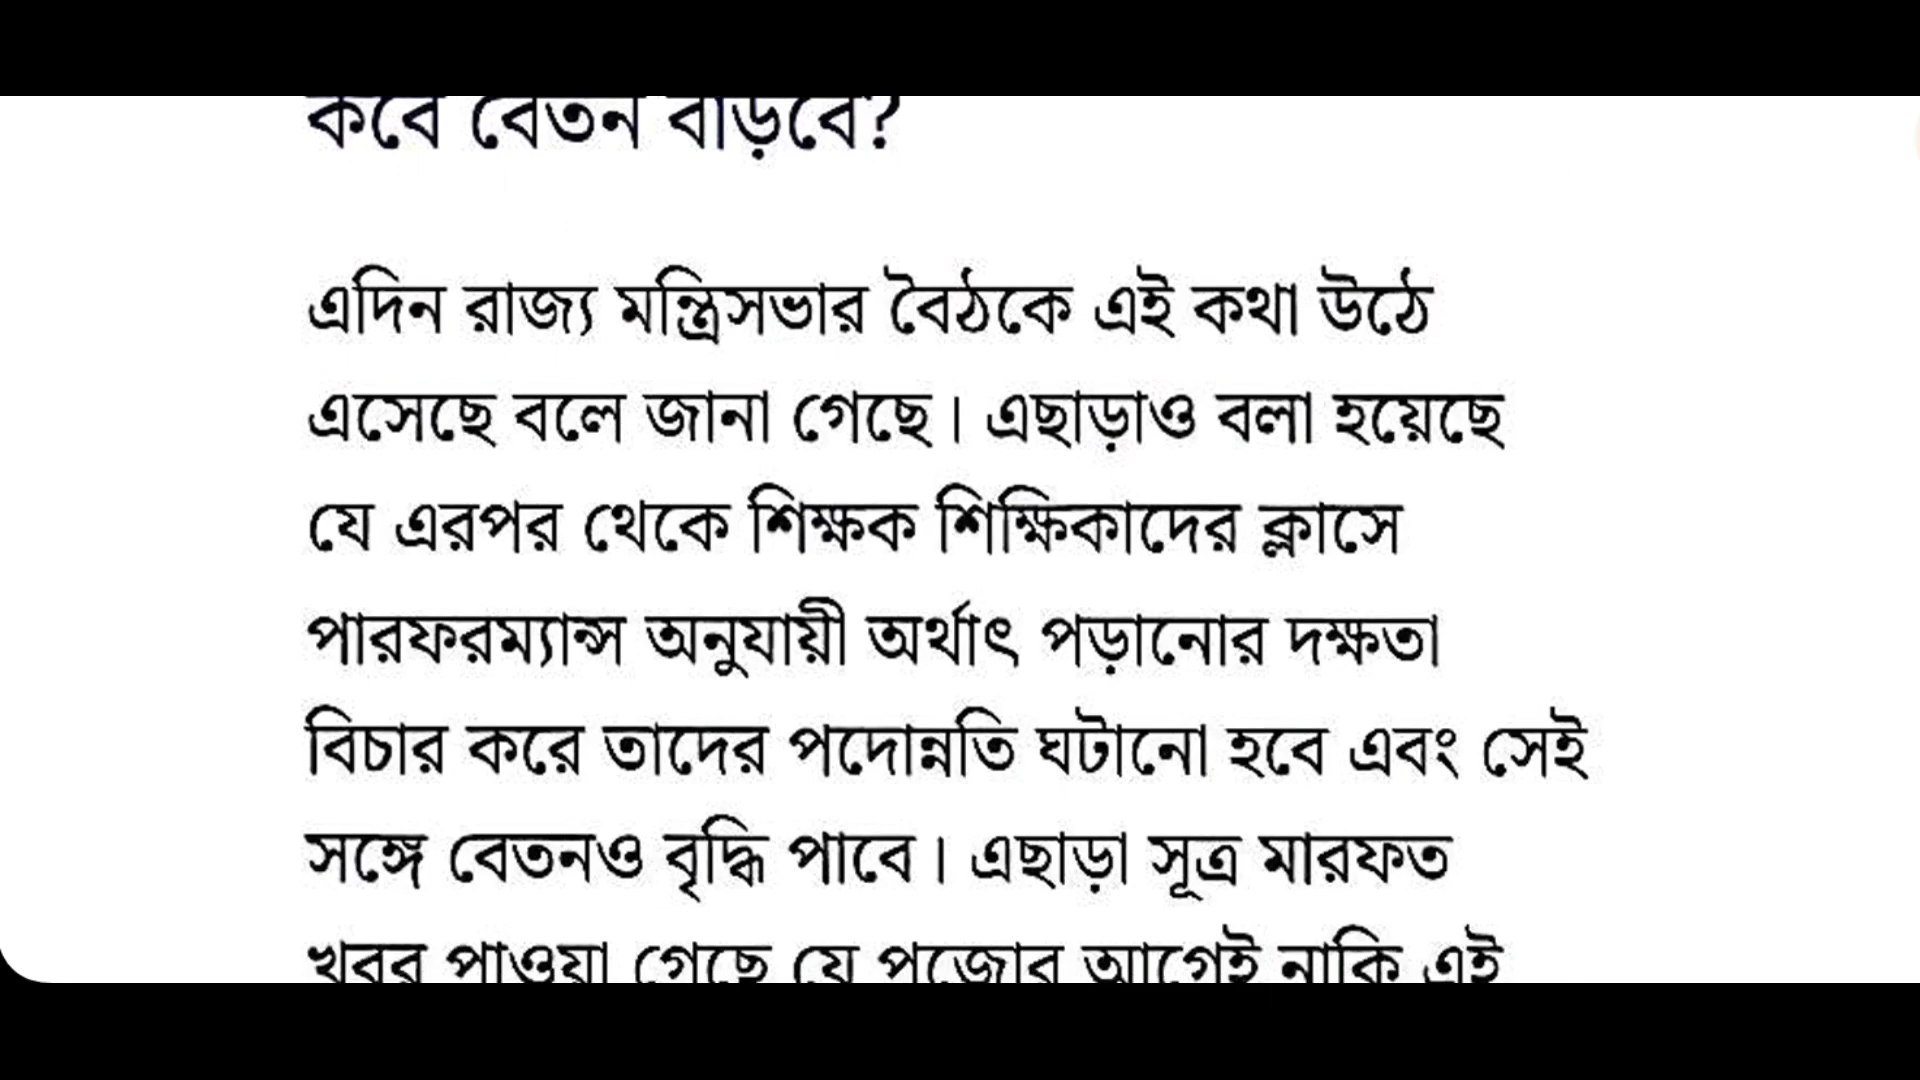 কবে বেতন বাড়বে?
এদিন রাজ্য মন্ত্রিসভার বৈঠকে এই কথা উঠে
এসেছে বলে জানা গেছে। এছাড়াও বলা হয়েছে
যে এরপর থেকে শিক্ষক শিক্ষিকাদের ক্লাসে
পারফরম্যান্স অনুযায়ী অর্থাৎ পড়ানোর দক্ষতা
বিচার করে তাদের পদোন্নতি ঘটানো হবে এবং সেই
সঙ্গে বেতনও বৃদ্ধি পাবে। এছাড়া সূত্র মারফত
খবর পাওয়া গেছে যে পুজোর আগেই নাকি এই